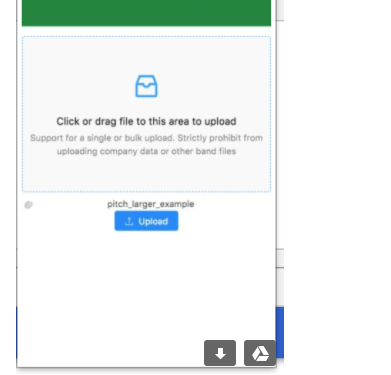 Click or drag file to this area to upload
Support for a single or bulk upload. Strictly prohibit from
uploading company data or other band files
pitch_larger_example
Upload